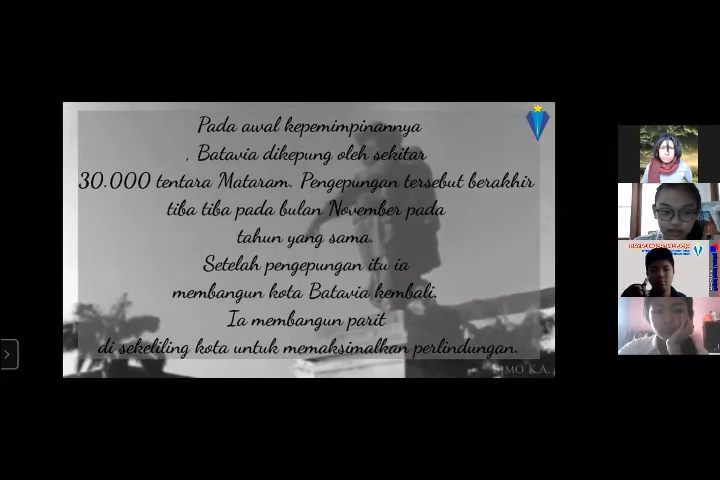 Pada awal kepemimpinannya
, Batavia dikepung oleh sekitar
30.000 tentara Mataram. Pengepungan tersebut berakhir
tiba tiba pada bulan November pada
tahun yang sama.
Setelah pengepungan itu ia
membangun kota Batavia kembali.
Ia membangun parit
di sekeliling kota untuk memaksimalkan perlindungan.
K.A.